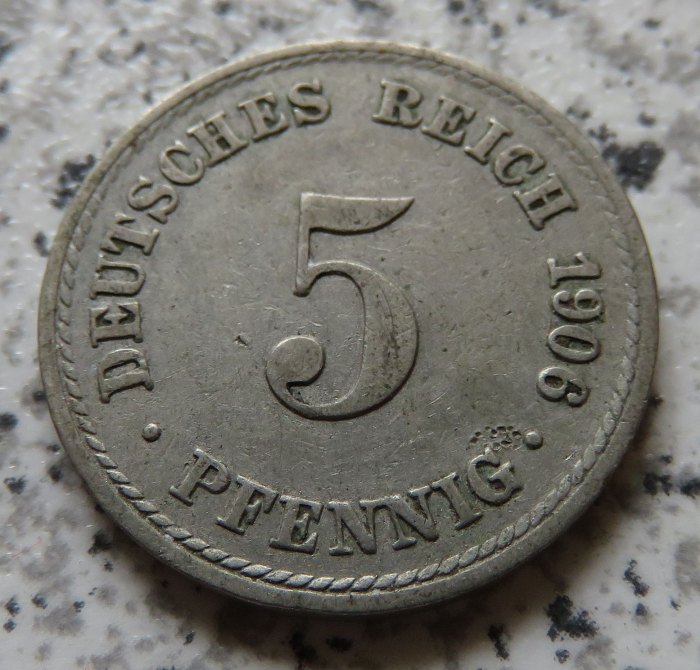 DEUTSCHES REICH 1906
5
PFENNIG